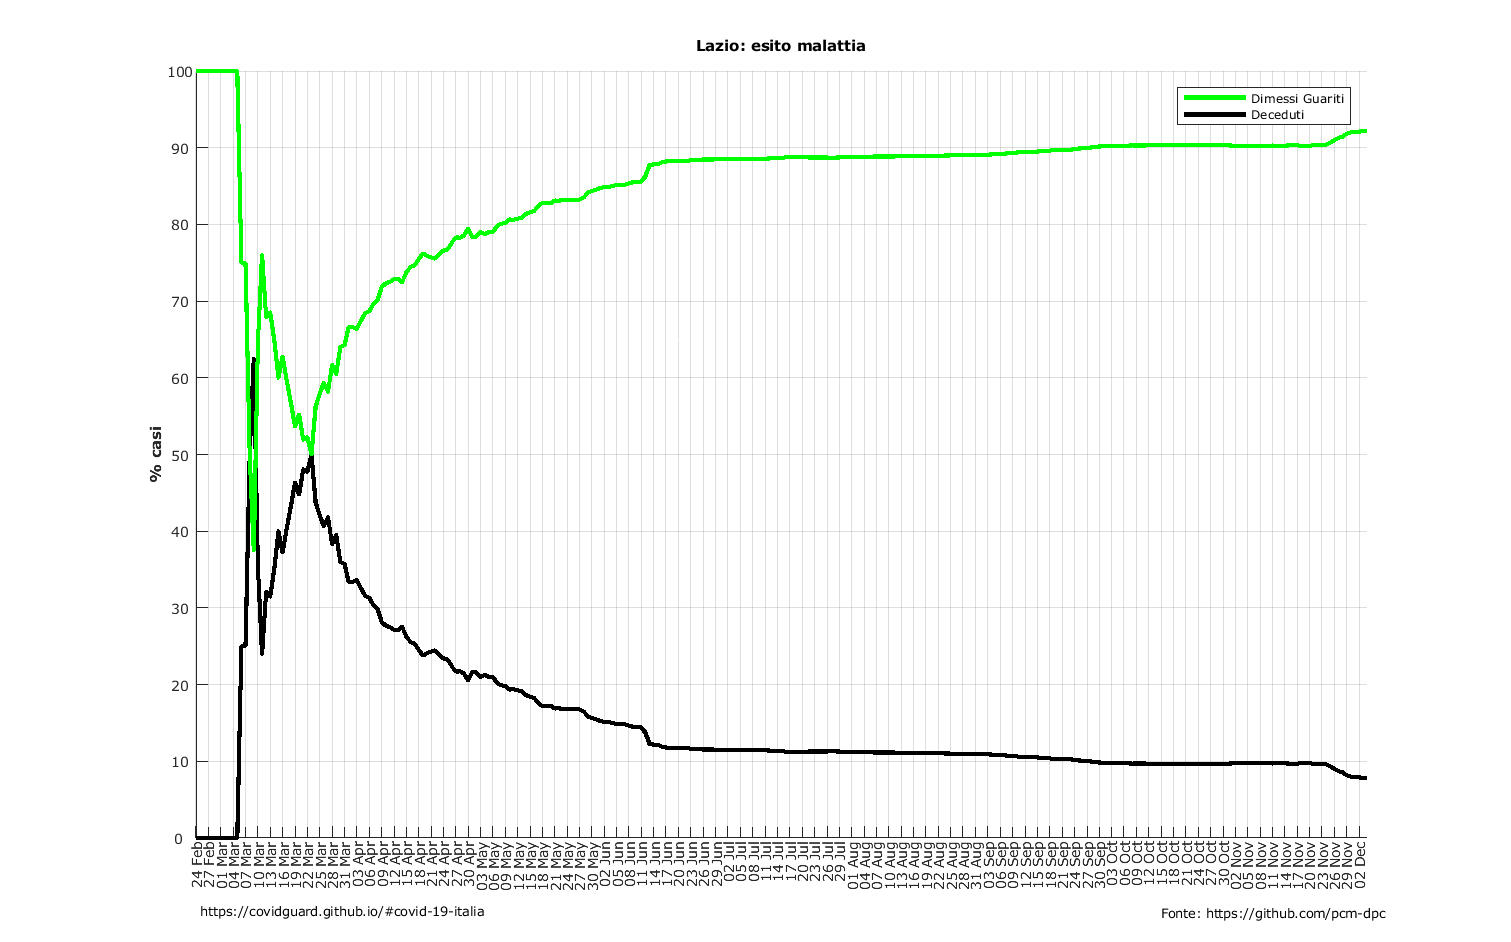 Lazio: esito malattia
100
90
80
70
60
50
40
30
20
10
0
% casi
Dimessi Guariti
Deceduti
24 Feb
27 Feb
01 Mar
04 Mar
07 Mar
10 Mar
13 Mar
16 Mar
19 Mar
22 Mar
25 Mar
28 Mar
31 Mar
03 Apr
06 Apr
09 Apr
12 Apr
15 Apr
18 Apr
21 Apr
24 Apr
27 Apr
30 Apr
03 May
06 May
09 May
12 May
15 May
18 May
21 May
24 May
27 May
30 May
02 Jun
05 Jun
08 Jun
11 Jun
14 Jun
17 Jun
20 Jun
23 Jun
26 Jun
29 Jun
02 Jul
05 Jul
08 Jul
11 Jul
14 Jul
17 Jul
20 Jul
23 Jul
26 Jul
29 Jul
01 Aug
04 Aug
07 Aug
10 Aug
13 Aug
16 Aug
19 Aug
22 Aug
25 Aug
28 Aug
31 Aug
03 Sep
06 Sep
09 Sep
12 Sep
15 Sep
18 Sep
21 Sep
24 Sep
27 Sep
30 Sep
03 Oct
06 Oct
09 Oct
12 Oct
15 Oct
18 Oct
21 Oct
24 Oct
27 Oct
30 Oct
02 Nov
05 Nov
08 Nov
11 Nov
14 Nov
17 Nov
20 Nov
23 Nov
26 Nov
29 Nov
02 Dec
https://covidguard.github.io/#covid-19-italia
Fonte: https://github.com/pcm-dpc